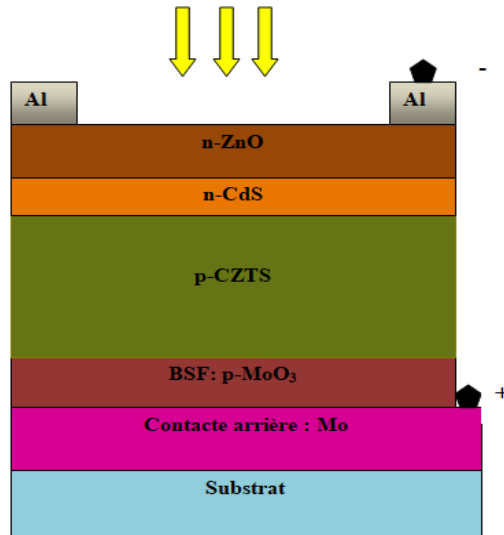 -
Al
Al
n-ZnO
n-CdS
p-CZTS
BSF: p-MoO₃
+
Contacte arrière : Mo
Substrat